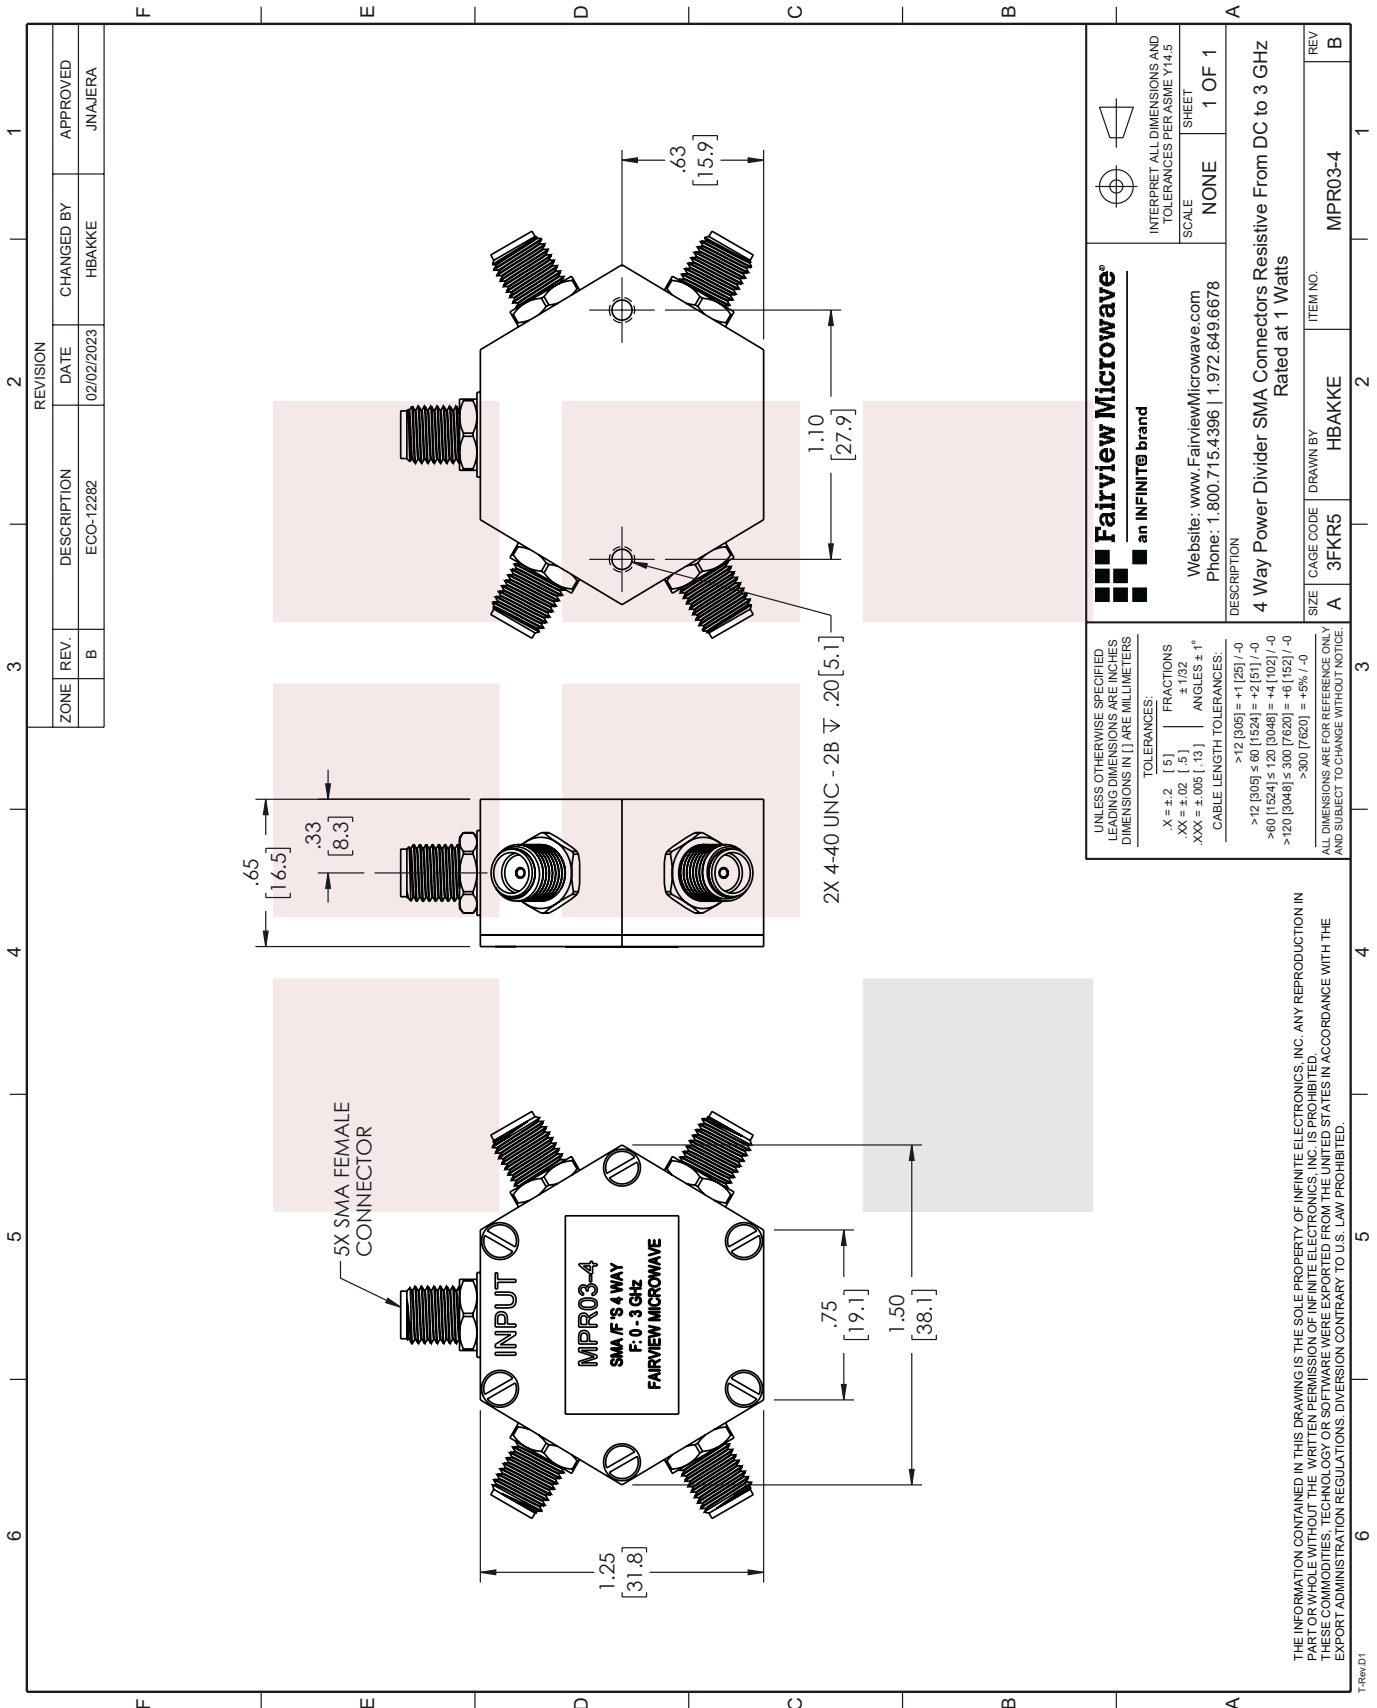 6
5
4
3
2
1
F
E
D
C
B
A
REVISION
ZONE
REV.
DESCRIPTION
DATE
CHANGED BY
APPROVED
B
ECO-12282
02/02/2023
HBAKKE
JNAJERA
5X SMA FEMALE
CONNECTOR
INPUT
MPR03-4
SMA/F 'S 4 WAY
F: 0 - 3 GHz
FAIRVIEW MICROWAVE
1.25
[31.8]
.75
[19.1]
1.50
[38.1]
.65
[16.5]
.33
[8.3]
2X 4-40 UNC - 2B ↧ .20 [5.1]
1.10
[27.9]
.63
[15.9]
THE INFORMATION CONTAINED IN THIS DRAWING IS THE SOLE PROPERTY OF INFINITE ELECTRONICS, INC. ANY REPRODUCTION IN
PART OR WHOLE WITHOUT THE WRITTEN PERMISSION OF INFINITE ELECTRONICS, INC. IS PROHIBITED.
THESE COMMODITIES, TECHNOLOGY OR SOFTWARE WERE EXPORTED FROM THE UNITED STATES IN ACCORDANCE WITH THE
EXPORT ADMINISTRATION REGULATIONS. DIVERSION CONTRARY TO U.S. LAW PROHIBITED.
UNLESS OTHERWISE SPECIFIED
LEADING DIMENSIONS ARE INCHES
DIMENSIONS IN [ ] ARE MILLIMETERS
TOLERANCES:
.X = ±.2 [ 5 ] FRACTIONS
.XX = ±.02 [ .5 ] ± 1/32
.XXX = ±.005 [ .13 ] ANGLES ± 1°
CABLE LENGTH TOLERANCES:
>12 [305] = +1 [25] / -0
>12 [305] ≤ 60 [1524] = +2 [51] / -0
>60 [1524] ≤ 120 [3048] = +4 [102] / -0
>120 [3048] ≤ 300 [7620] = +6 [152] / -0
>300 [7620] = +5% / -0
ALL DIMENSIONS ARE FOR REFERENCE ONLY
AND SUBJECT TO CHANGE WITHOUT NOTICE.
Fairview Microwave®
an INFINITE brand
Website: www.FairviewMicrowave.com
Phone: 1.800.715.4396 | 1.972.649.6678
INTERPRET ALL DIMENSIONS AND
TOLERANCES PER ASME Y14.5
SCALE
NONE
SHEET
1 OF 1
DESCRIPTION
4 Way Power Divider SMA Connectors Resistive From DC to 3 GHz
Rated at 1 Watts
SIZE
A
CAGE CODE
3FKR5
DRAWN BY
HBAKKE
ITEM NO.
MPR03-4
REV
B
F
E
D
C
B
A
6
5
4
3
2
1
T-Rev.D1